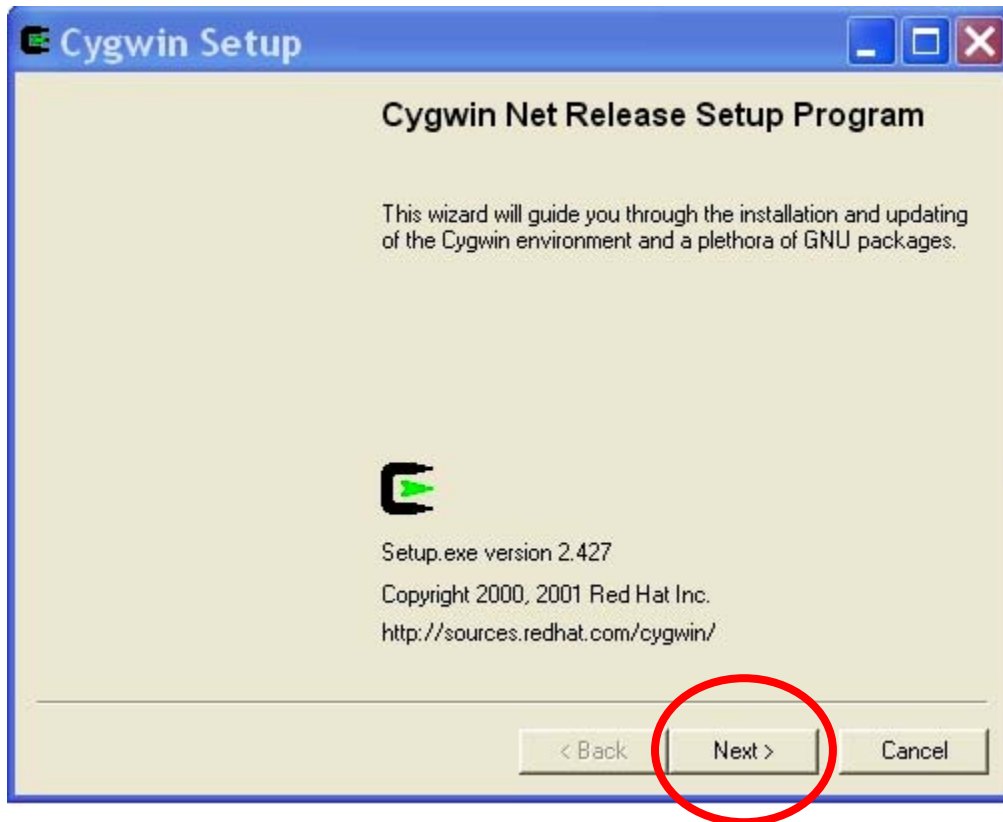 Cygwin Setup
Cygwin Net Release Setup Program
This wizard will guide you through the installation and updating
of the Cygwin environment and a plethora of GNU packages.
Setup.exe version 2.427
Copyright 2000, 2001 Red Hat Inc.
http://sources.redhat.com/cygwin/
< Back Next > Cancel